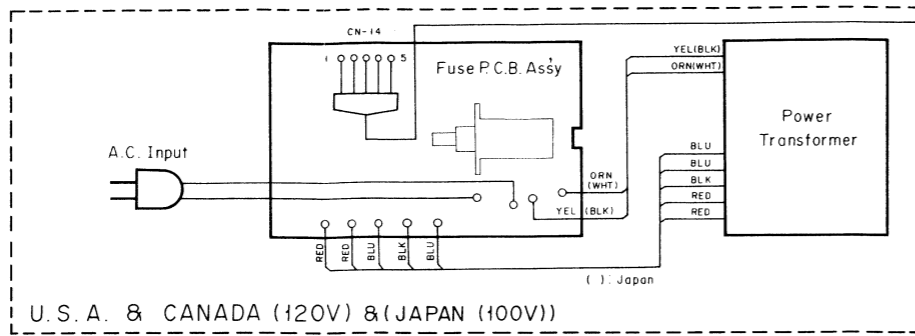 CN-14
1 5
Fuse P.C.B. Ass'y
YEL(BLK)
ORN(WHT)
Power
Transformer
A.C. Input
BLU
BLU
BLK
RED
RED
ORN
(WHT)
YEL (BLK)
RED
RED
BLU
BLK
BLU
( ): Japan
U.S.A. & CANADA (120V) & (JAPAN (100V))